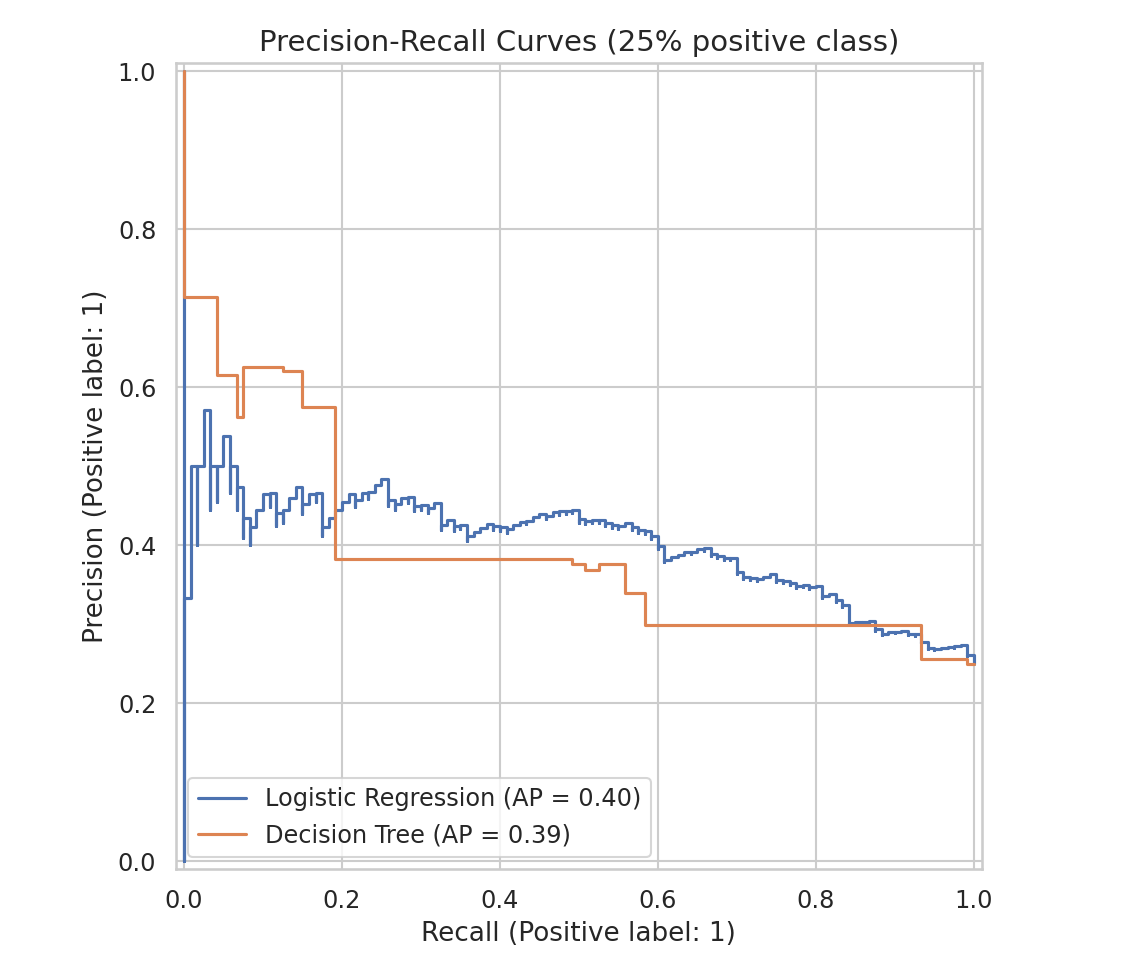 Precision-Recall Curves (25% positive class)
Precision (Positive label: 1)
1.0
0.8
0.6
0.4
0.2
0.0
Logistic Regression (AP = 0.40)
Decision Tree (AP = 0.39)
0.0 0.2 0.4 0.6 0.8 1.0
Recall (Positive label: 1)